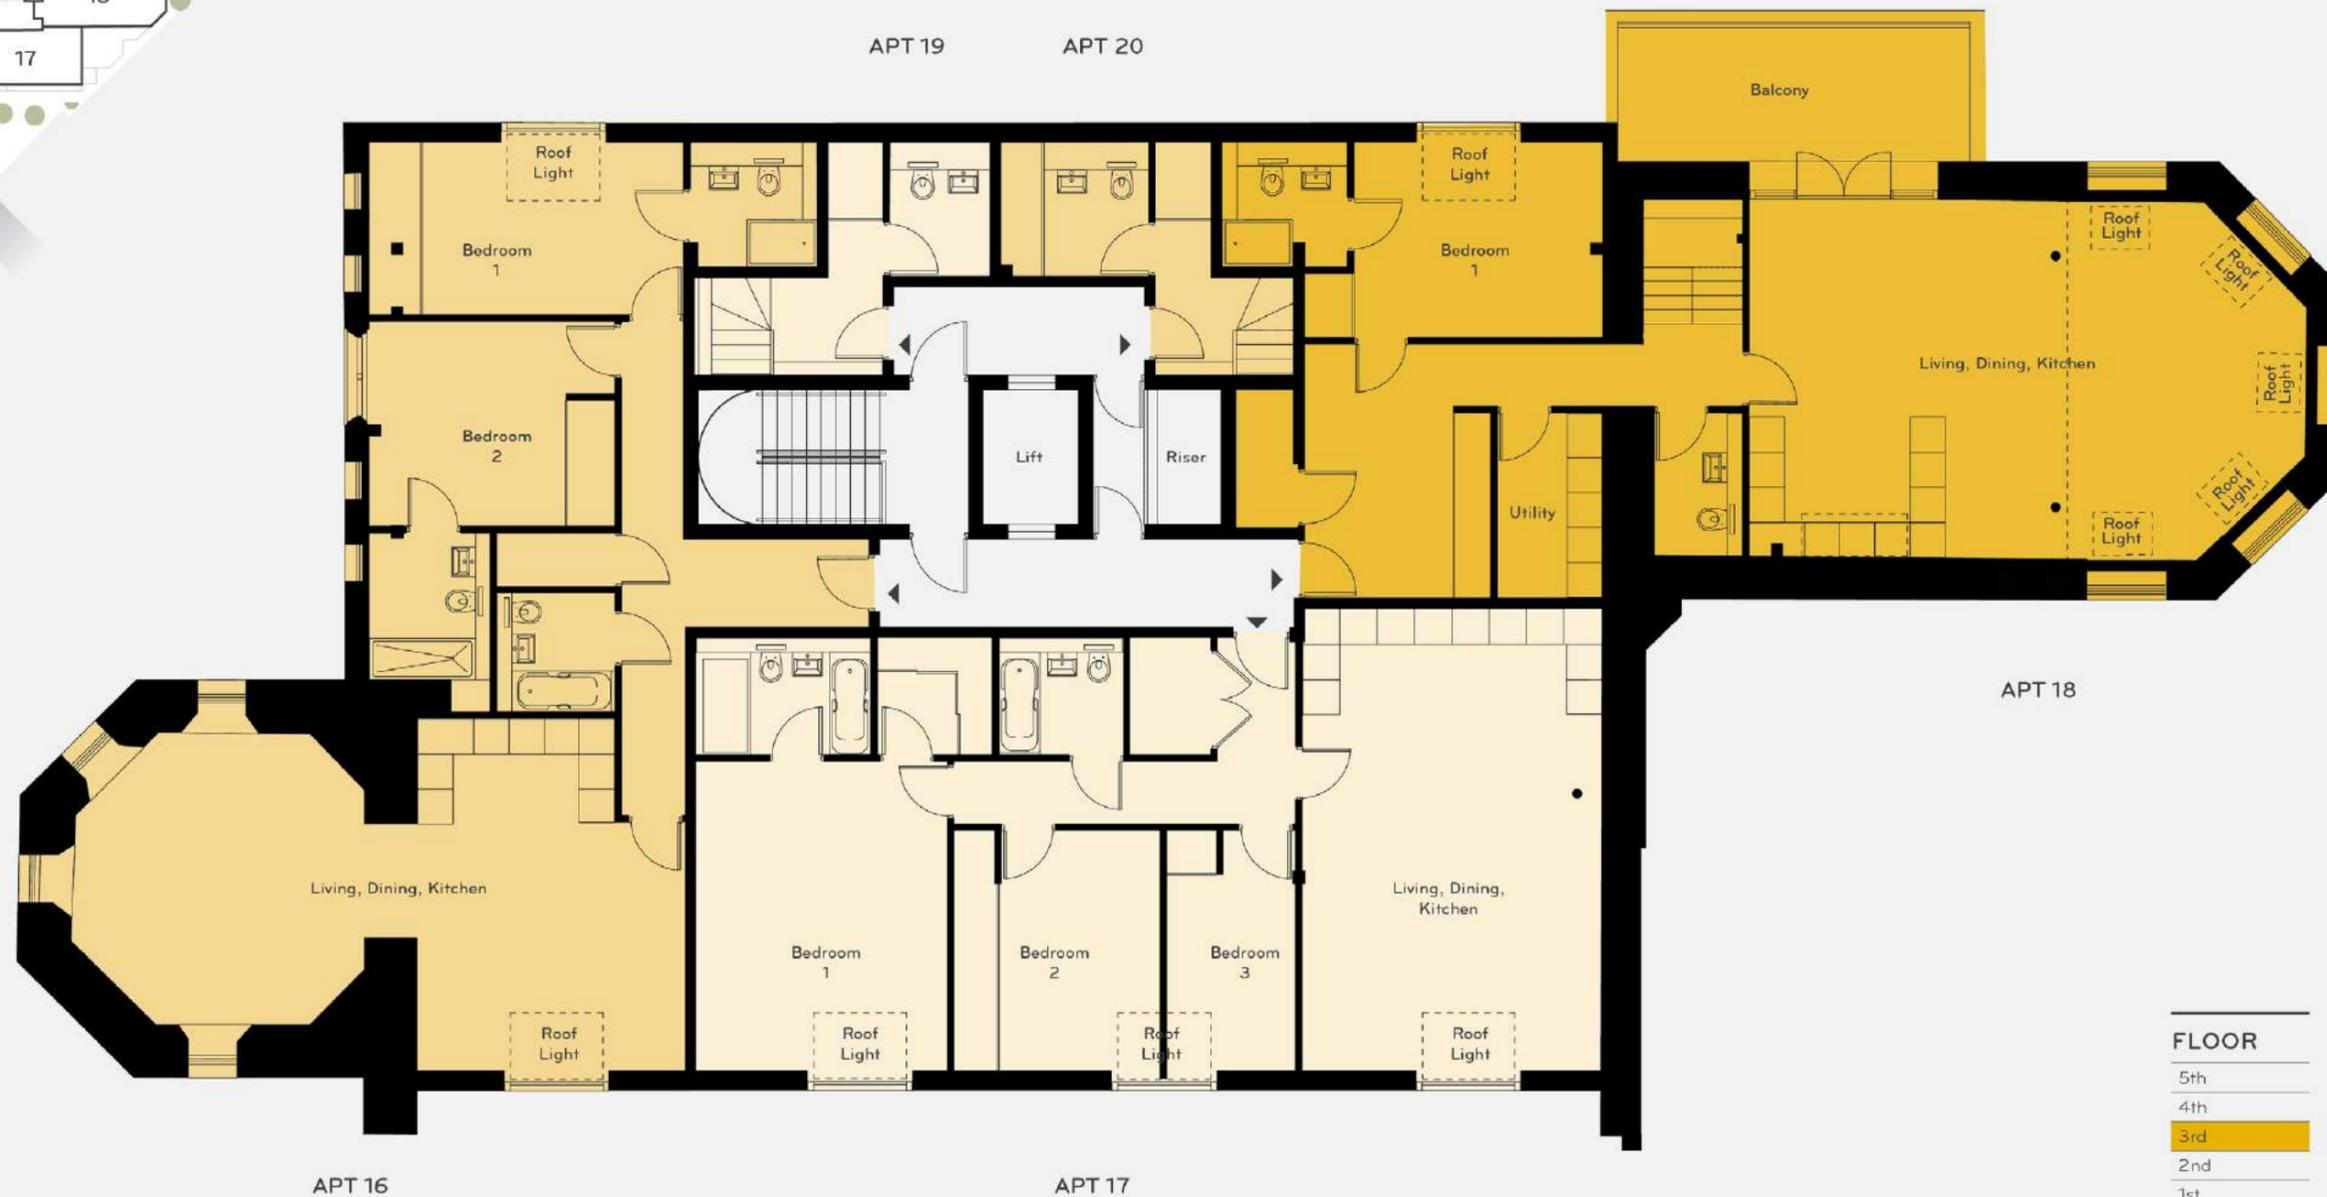 17
APT 19
APT 20
Balcony
Roof
Light
Bedroom
1
Roof
Light
Bedroom
1
Roof
Light
Roof
Light
Living, Dining, Kitchen
Roof
Light
Bedroom
2
Lift
Riser
Utility
Roof
Light
Roof
Light
APT 18
Living, Dining, Kitchen
Living, Dining,
Kitchen
Bedroom
1
Bedroom
2
Bedroom
3
Roof
Light
Roof
Light
Roof
Light
Roof
Light
FLOOR
5th
4th
3rd
2nd
APT 16
APT 17
1st